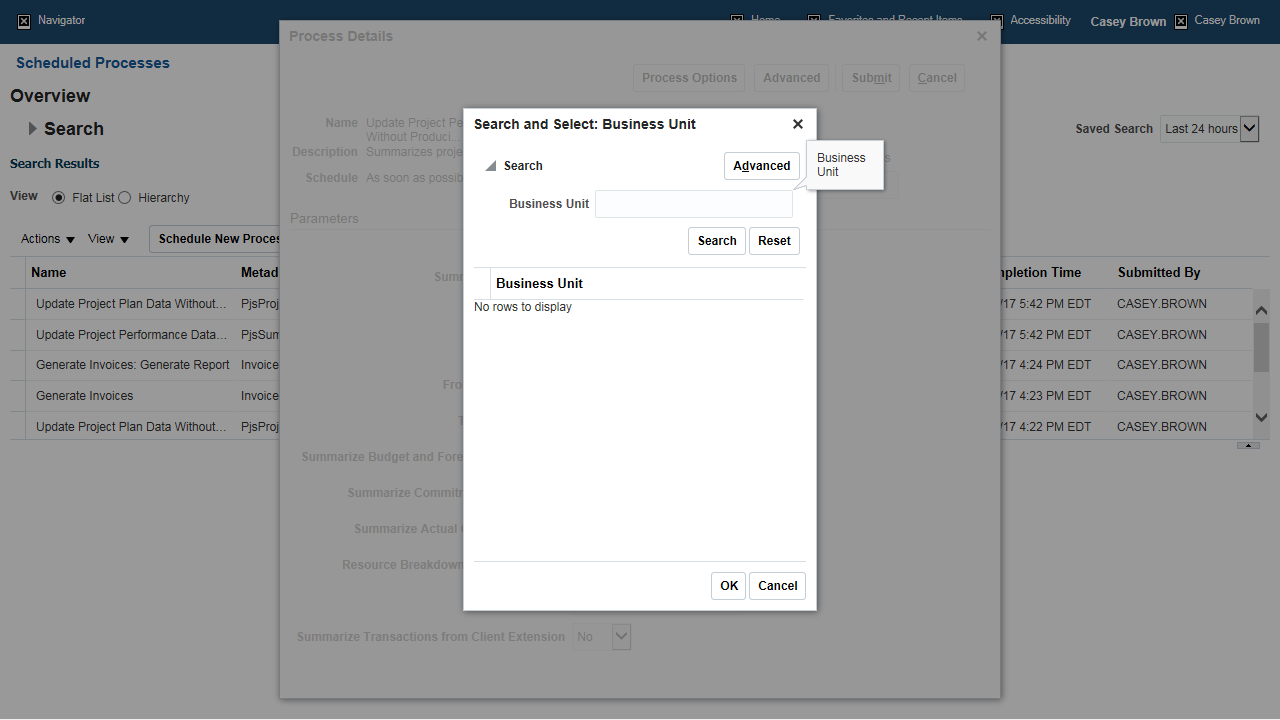 Navigator
Home
Favorites and Recent Items
Accessibility
Casey Brown
Casey Brown
Process Details
Scheduled Processes
Process Options
Advanced
Submit
Cancel
Overview
Search
Name Update Project Pe
Without Produci...
Description Summarizes proje
Schedule As soon as possib
Saved Search Last 24 hours
Search Results
View Flat List Hierarchy
Parameters
Actions View Schedule New Proces
Name Metad
mpletion Time Submitted By
Update Project Plan Data Without... PjsProj
/17 5:42 PM EDT CASEY.BROWN
Update Project Performance Data... PjsSum
/17 5:42 PM EDT CASEY.BROWN
Generate Invoices: Generate Report Invoice
/17 4:24 PM EDT CASEY.BROWN
Generate Invoices Invoice
/17 4:23 PM EDT CASEY.BROWN
Update Project Plan Data Without... PjsProj
/17 4:22 PM EDT CASEY.BROWN
Summ
Fro
Summarize Budget and Fore
Summarize Commitm
Summarize Actual
Resource Breakdown
Summarize Transactions from Client Extension No
Search and Select: Business Unit
Search
Advanced
Business Unit
Business
Unit
Search
Reset
Business Unit
No rows to display
OK
Cancel